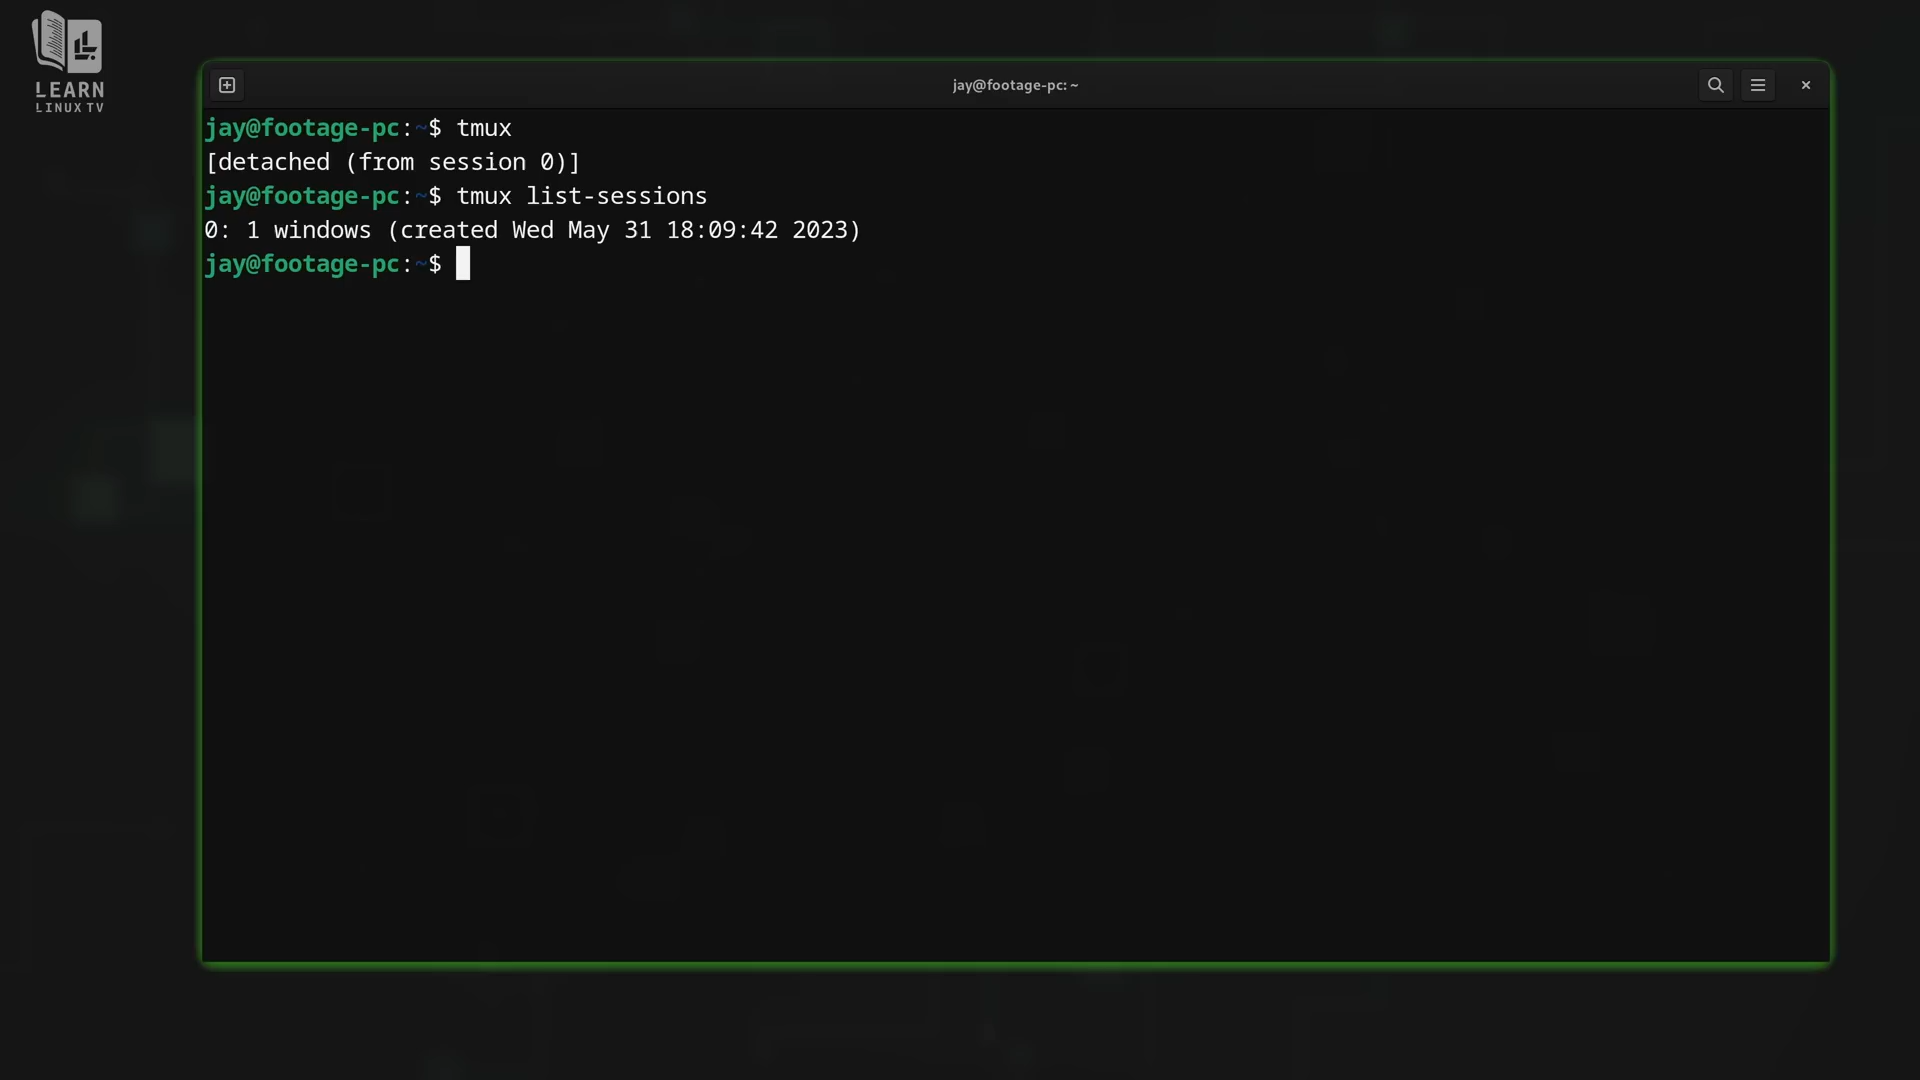 LEARN
LINUX TV
jay@footage-pc: ~
jay@footage-pc:~$ tmux
[detached (from session 0)]
jay@footage-pc:~$ tmux list-sessions
0: 1 windows (created Wed May 31 18:09:42 2023)
jay@footage-pc:~$